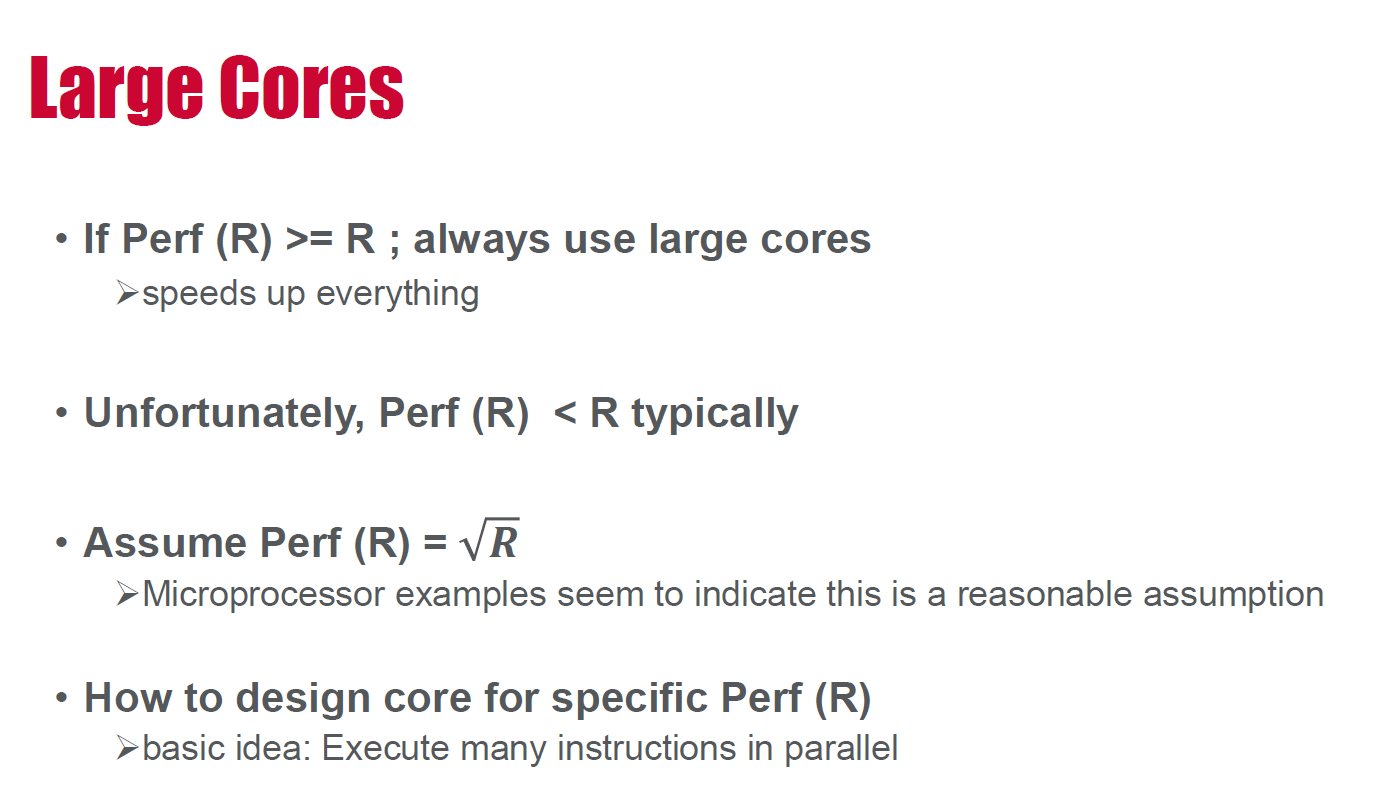 Large Cores
• If Perf (R) >= R ; always use large cores
➢speeds up everything
• Unfortunately, Perf (R) < R typically
• Assume Perf (R) = √R
➢Microprocessor examples seem to indicate this is a reasonable assumption
• How to design core for specific Perf (R)
➢basic idea: Execute many instructions in parallel